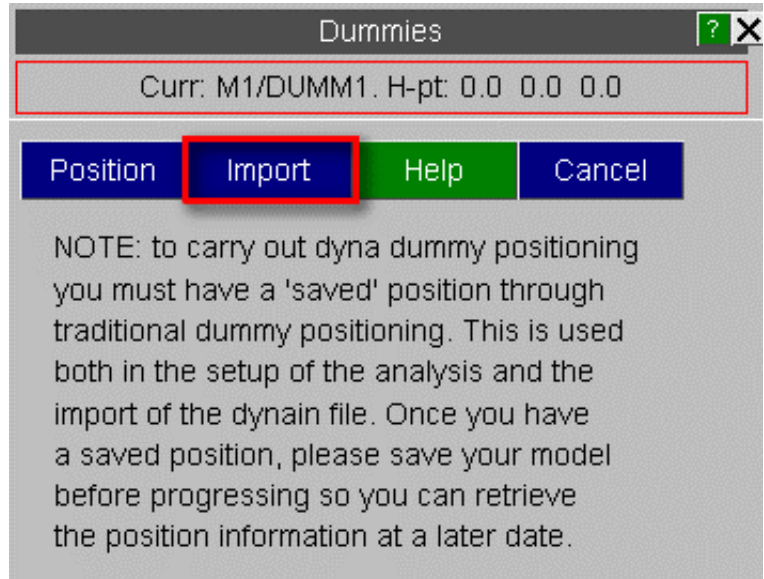 Dummies ? X
Curr: M1/DUMM1. H-pt: 0.0 0.0 0.0
Position Import Help Cancel
NOTE: to carry out dyna dummy positioning
you must have a 'saved' position through
traditional dummy positioning. This is used
both in the setup of the analysis and the
import of the dynain file. Once you have
a saved position, please save your model
before progressing so you can retrieve
the position information at a later date.